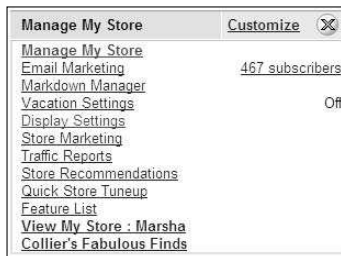 Manage My Store Customize
Manage My Store
Email Marketing 467 subscribers
Markdown Manager
Vacation Settings Off
Display Settings
Store Marketing
Traffic Reports
Store Recommendations
Quick Store Tuneup
Feature List
View My Store : Marsha
Collier's Fabulous Finds